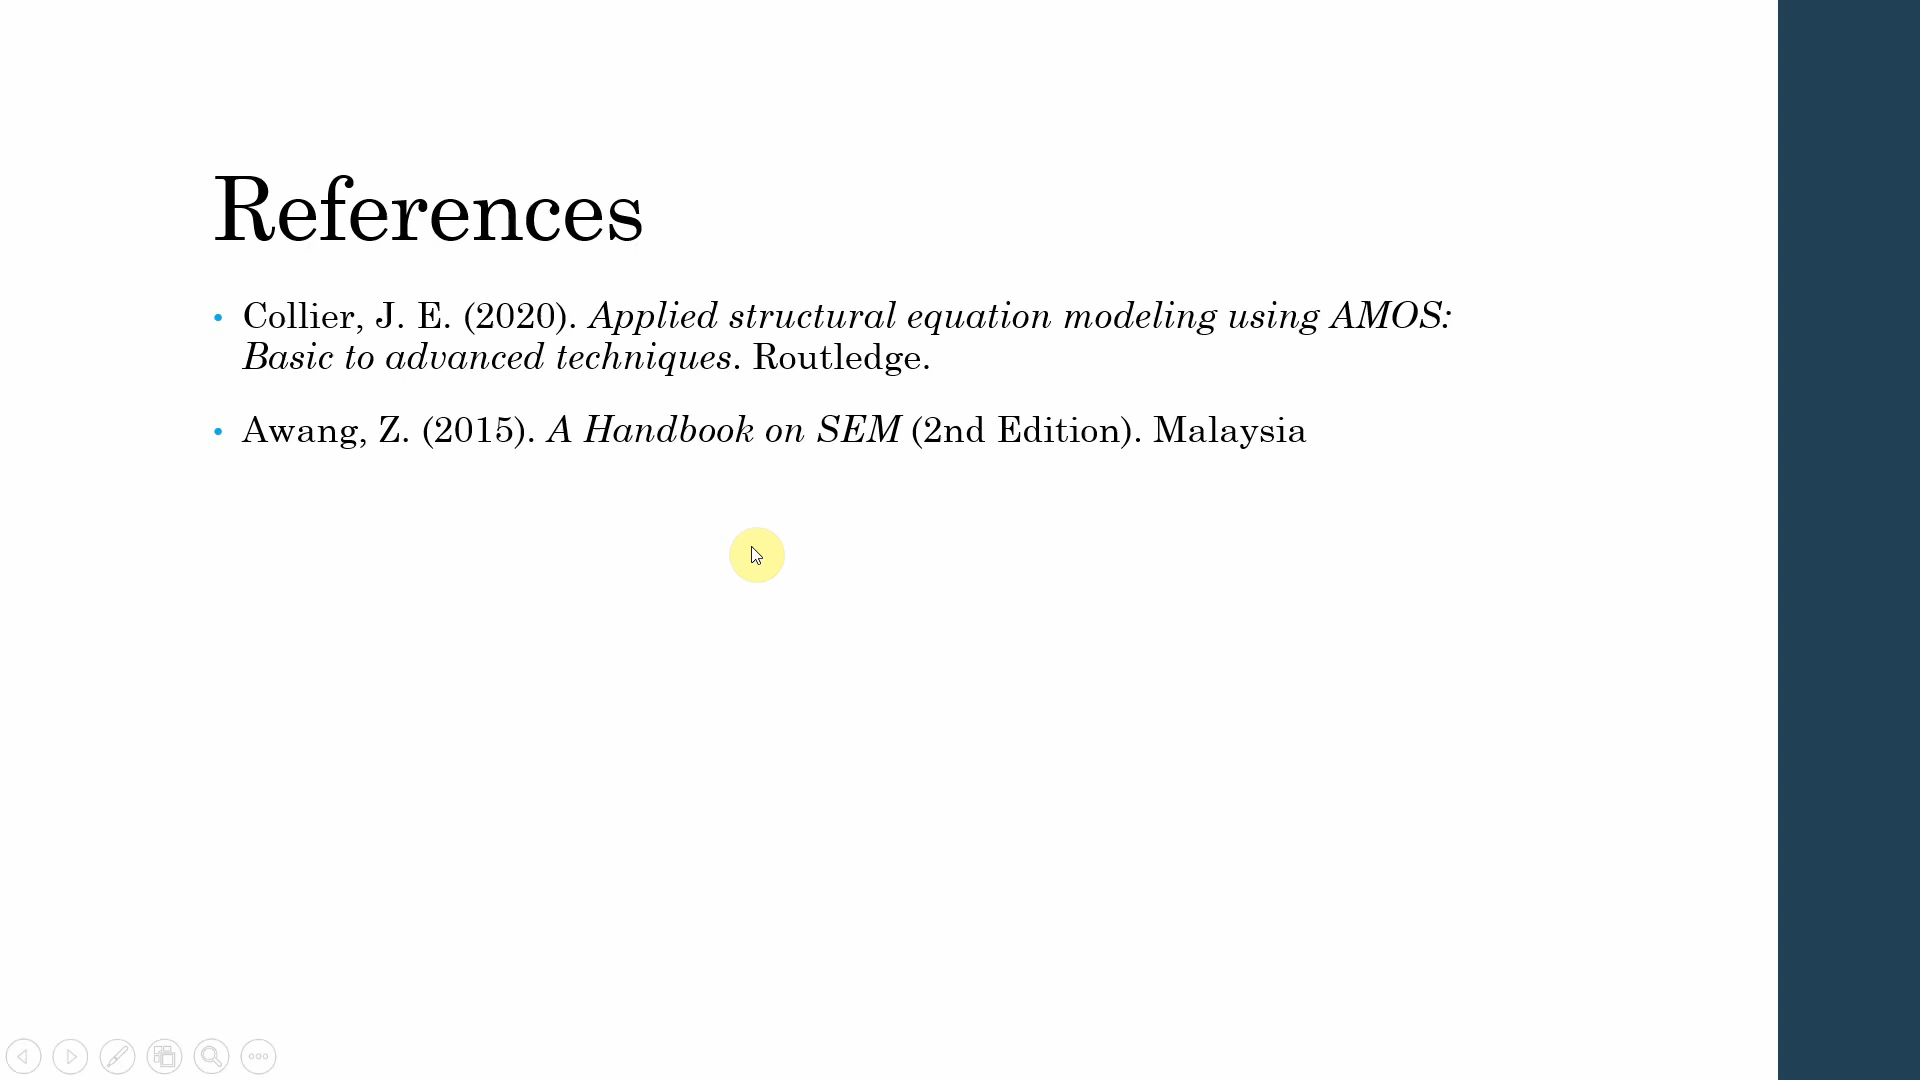 References
• Collier, J. E. (2020). Applied structural equation modeling using AMOS:
Basic to advanced techniques. Routledge.
• Awang, Z. (2015). A Handbook on SEM (2nd Edition). Malaysia